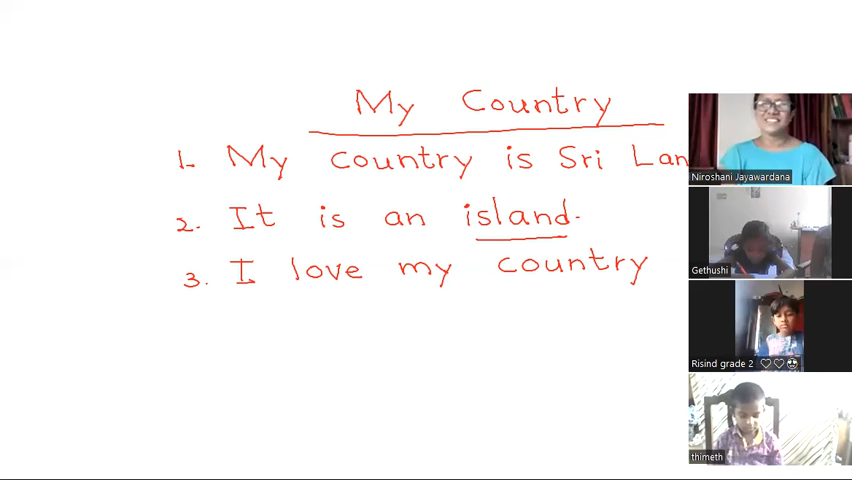 My Country
1. My country is Sri Lan
2. It is an island.
3. I love my country
Niroshani Jayawardana
Gethushi
Risind grade 2 ♡♡😍
thimeth